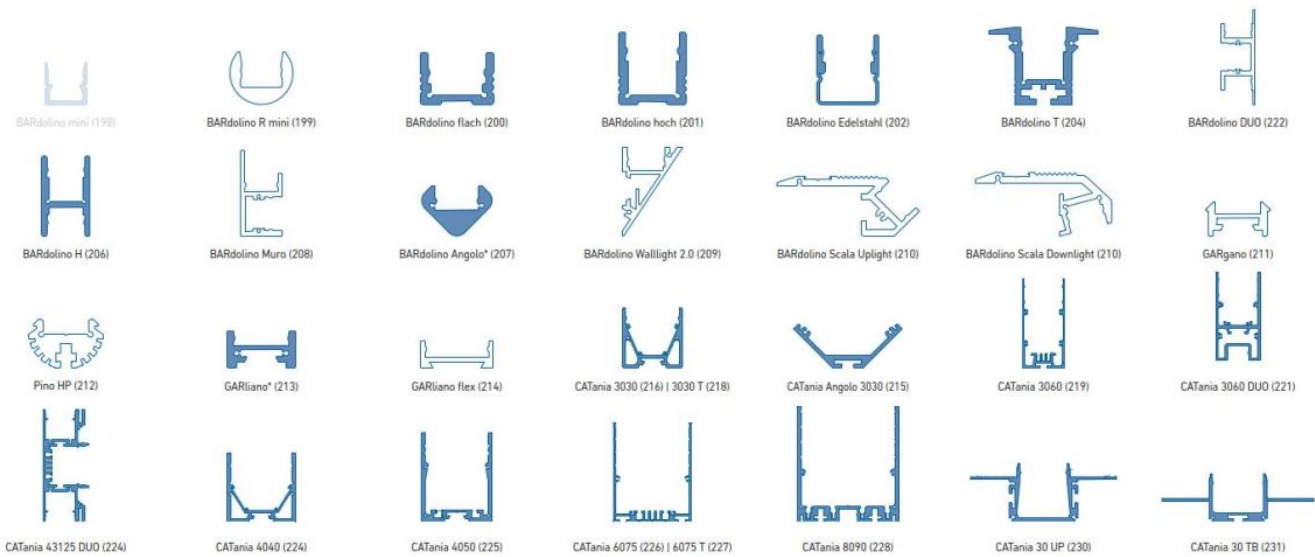 BARdolino mini (198)
BARdolino R mini (199)
BARdolino flach (200)
BARdolino hoch (201)
BARdolino Edelstahl (202)
BARdolino T (204)
BARdolino DUO (222)
BARdolino H (206)
BARdolino Muro (208)
BARdolino Angolo* (207)
BARdolino Walllight 2.0 (209)
BARdolino Scala Uplight (210)
BARdolino Scala Downlight (210)
GARgano (211)
Pino HP (212)
GARliano* (213)
GARliano flex (214)
CATania 3030 (216) | 3030 T (218)
CATania Angolo 3030 (215)
CATania 3060 (219)
CATania 3060 DUO (221)
CATania 43125 DUO (224)
CATania 4040 (224)
CATania 4050 (225)
CATania 6075 (226) | 6075 T (227)
CATania 8090 (228)
CATania 30 UP (230)
CATania 30 TB (231)